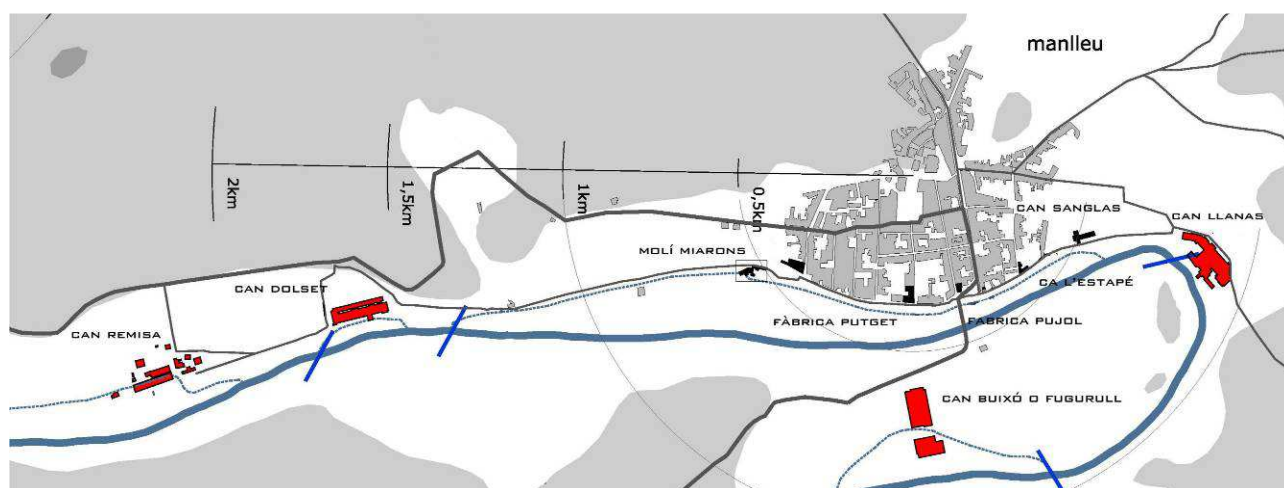 manlleu
2km
1,5km
1km
0,5km
CAN SANGLAS
CAN LLANAS
MOLÍ MIARONS
CAN DOLSET
CA L'ESTAPÉ
FÀBRICA PUTGET
FÀBRICA PUJOL
CAN REMISA
CAN BUIXÓ O FUGURULL